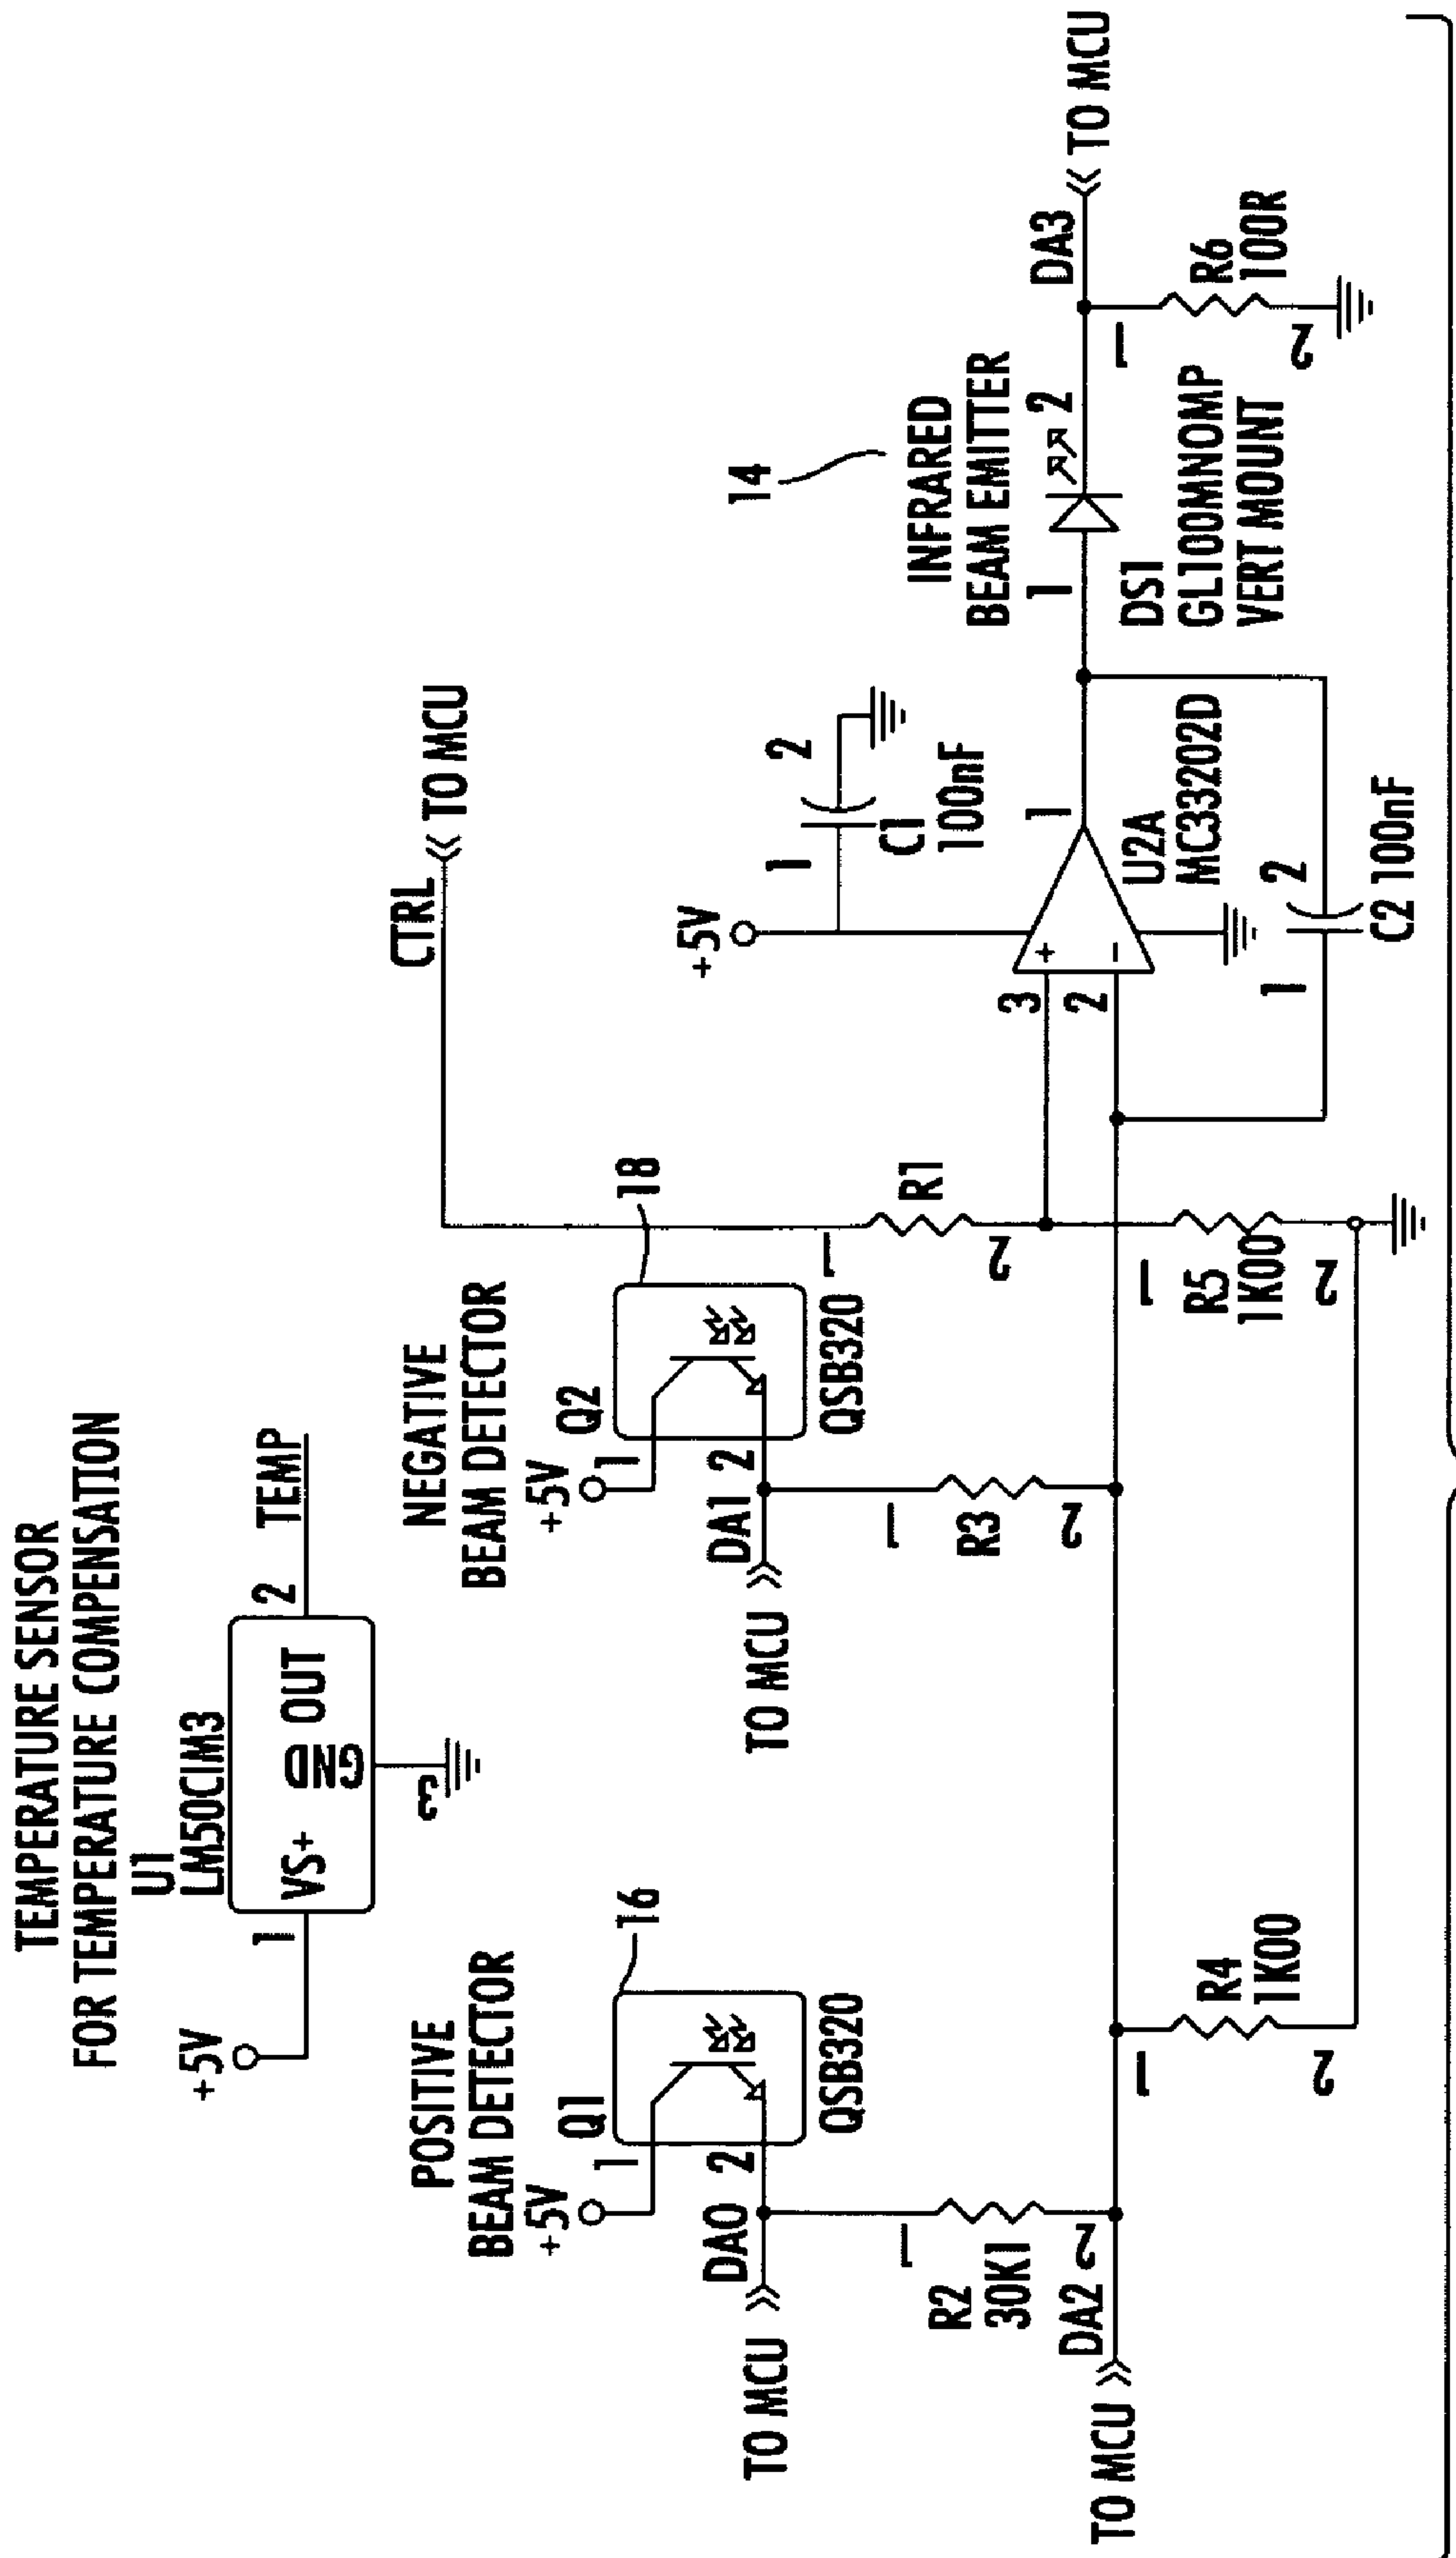 TEMPERATURE SENSOR
FOR TEMPERATURE COMPENSATION
U1
LM50CIM3
+5V
1
VS+
GND
OUT
2
TEMP
3
POSITIVE
BEAM DETECTOR
+5V
Q1
1
16
QSB320
2
DA0
TO MCU
1
R2
30K1
2
DA2
TO MCU
1
R4
1K00
2
NEGATIVE
BEAM DETECTOR
+5V
Q2
1
18
QSB320
2
DA1
TO MCU
1
R3
2
CTRL
TO MCU
1
R1
2
1
R5
1K00
2
+5V
1
2
C1
100nF
3
+
2
-
1
U2A
MC33202D
1
2
C2 100nF
14
INFRARED
BEAM EMITTER
1
2
DS1
GL100MNOMP
VERT MOUNT
DA3
TO MCU
1
R6
100R
2